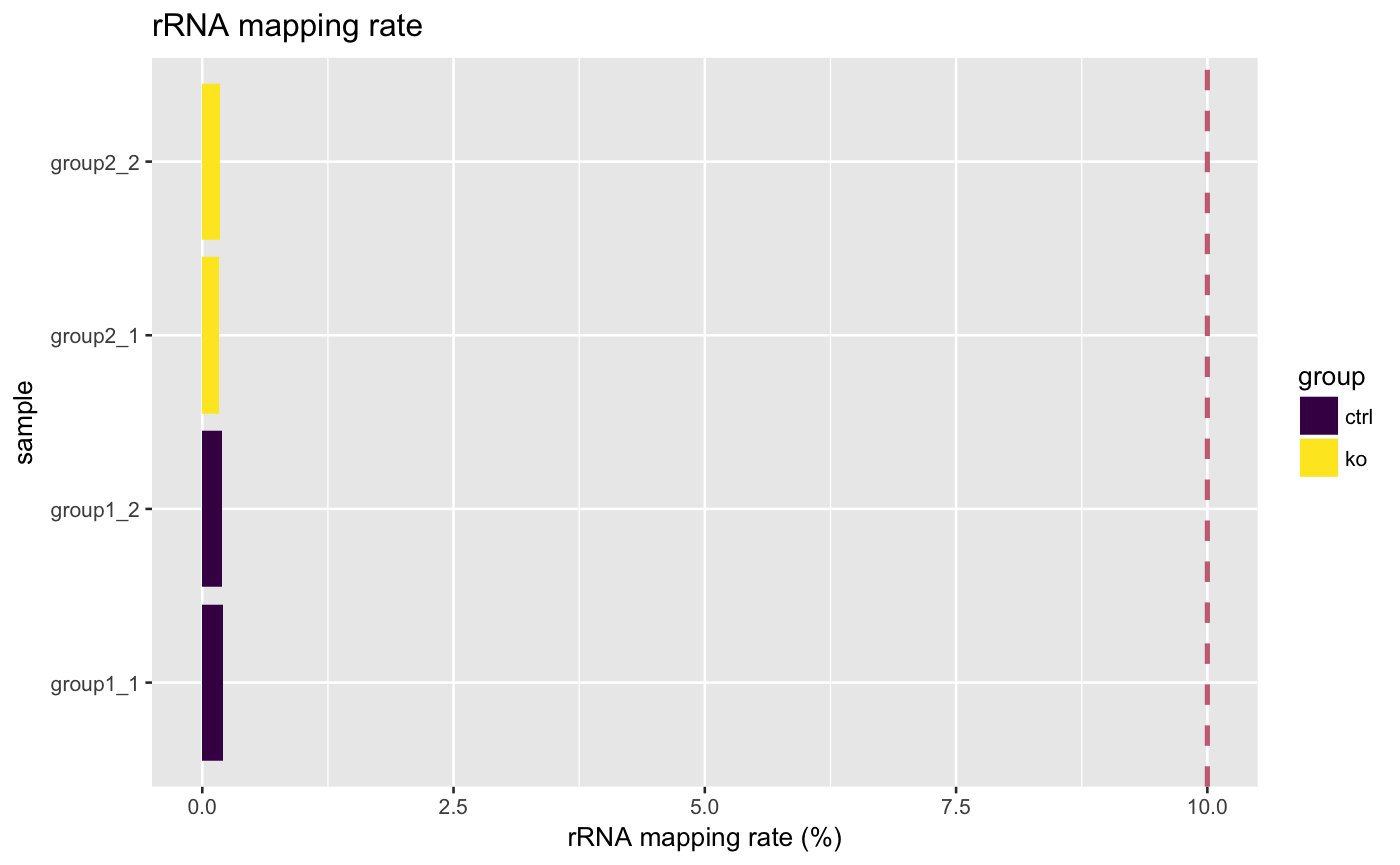 rRNA mapping rate
group2_2
group2_1
group1_2
group1_1
sample
0.0 2.5 5.0 7.5 10.0
rRNA mapping rate (%)
group
ctrl
ko